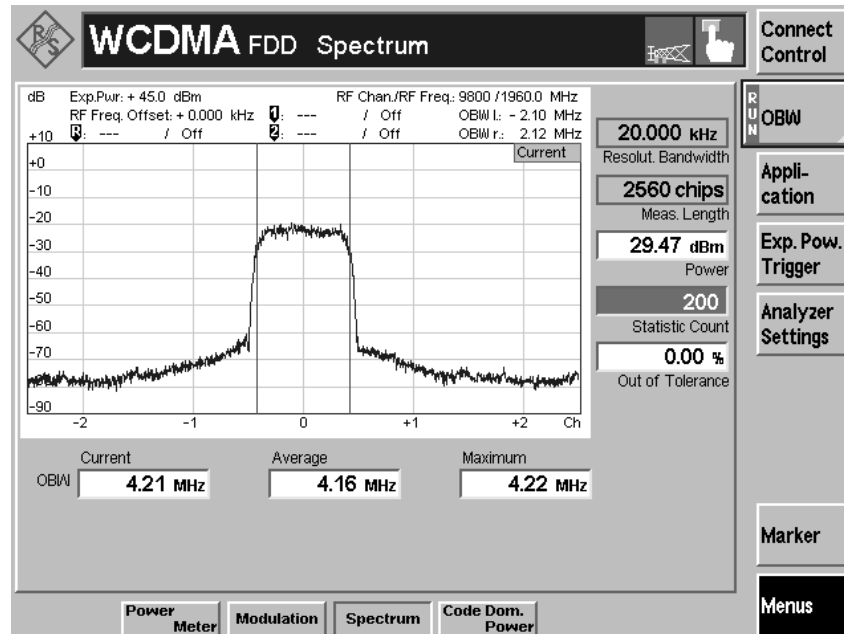 R S
WCDMA FDD Spectrum
Connect Control
dB Exp.Pwr: + 45.0 dBm RF Chan./RF Freq.: 9800 /1960.0 MHz
RF Freq. Offset: + 0.000 kHz 1: --- / Off OBW l.: - 2.10 MHz
+10 R: --- / Off 2: --- / Off OBW r.: 2.12 MHz
Current
+0
-10
-20
-30
-40
-50
-60
-70
-90
-2 -1 0 +1 +2 Ch
20.000 kHz
Resolut. Bandwidth
2560 chips
Meas. Length
29.47 dBm
Power
200
Statistic Count
0.00 %
Out of Tolerance
Current Average Maximum
OBW 4.21 MHz 4.16 MHz 4.22 MHz
RUN
OBW
Appli-
cation
Exp. Pow.
Trigger
Analyzer
Settings
Marker
Menus
Power
Meter
Modulation
Spectrum
Code Dom.
Power